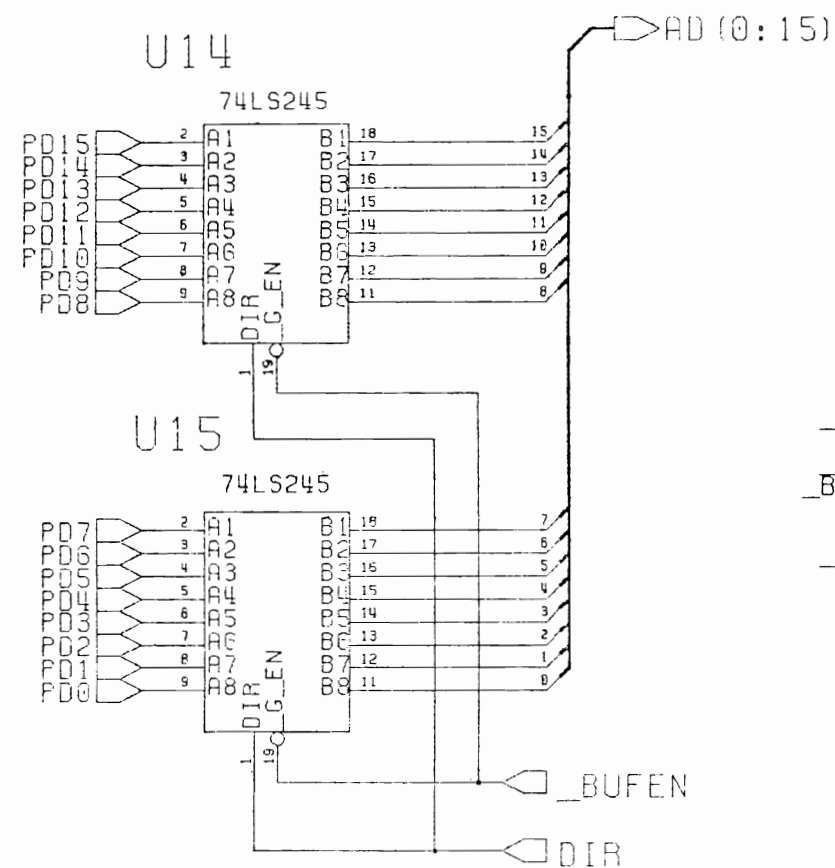 AD(0:15)
U14
74LS245
PD15 2 A1 B1 18 15
PD14 3 A2 B2 17 14
PD13 4 A3 B3 16 13
PD12 5 A4 B4 15 12
PD11 6 A5 B5 14 11
PD10 7 A6 B6 13 10
PD9 8 A7 B7 12 9
PD8 9 A8 B8 11 8
DIR
_G_EN
1
19
U15
74LS245
_B
PD7 2 A1 B1 18 7
PD6 3 A2 B2 17 6
PD5 4 A3 B3 16 5
PD4 5 A4 B4 15 4
PD3 6 A5 B5 14 3
PD2 7 A6 B6 13 2
PD1 8 A7 B7 12 1
PD0 9 A8 B8 11 0
DIR
_G_EN
1
19
_BUFEN
DIR